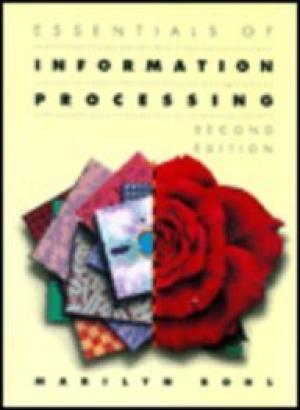 ESSENTIALS OF
INFORMATION
PROCESSING
SECOND
EDITION
MARILYN BOHL